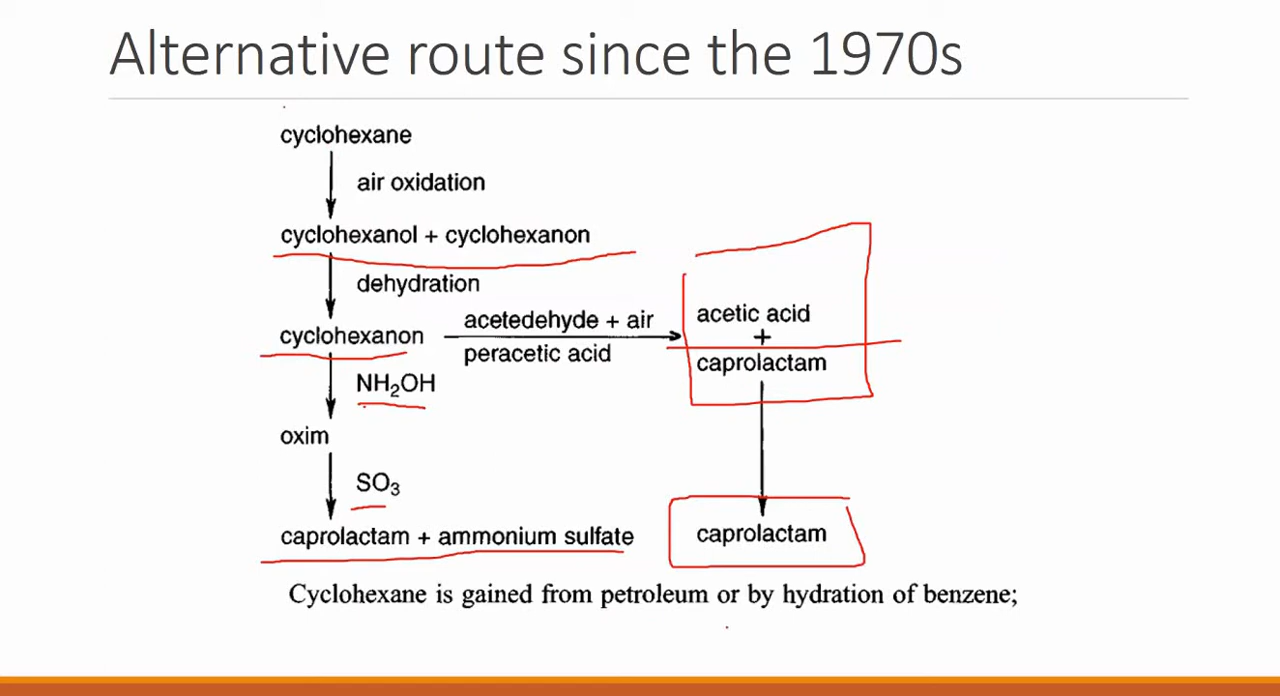 Alternative route since the 1970s
cyclohexane
air oxidation
cyclohexanol + cyclohexanon
dehydration
cyclohexanon
acetedehyde + air
peracetic acid
acetic acid
+
caprolactam
NH₂OH
oxim
SO₃
caprolactam + ammonium sulfate
caprolactam
Cyclohexane is gained from petroleum or by hydration of benzene;